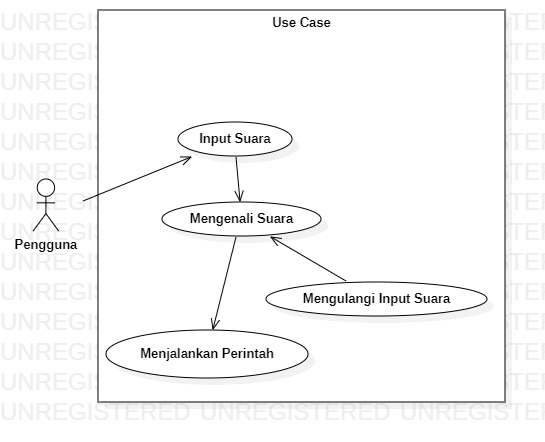 Use Case
Input Suara
Mengenali Suara
Pengguna
Mengulangi Input Suara
Menjalankan Perintah
UNREGISTERED UNREGISTERED UNREGISTERED